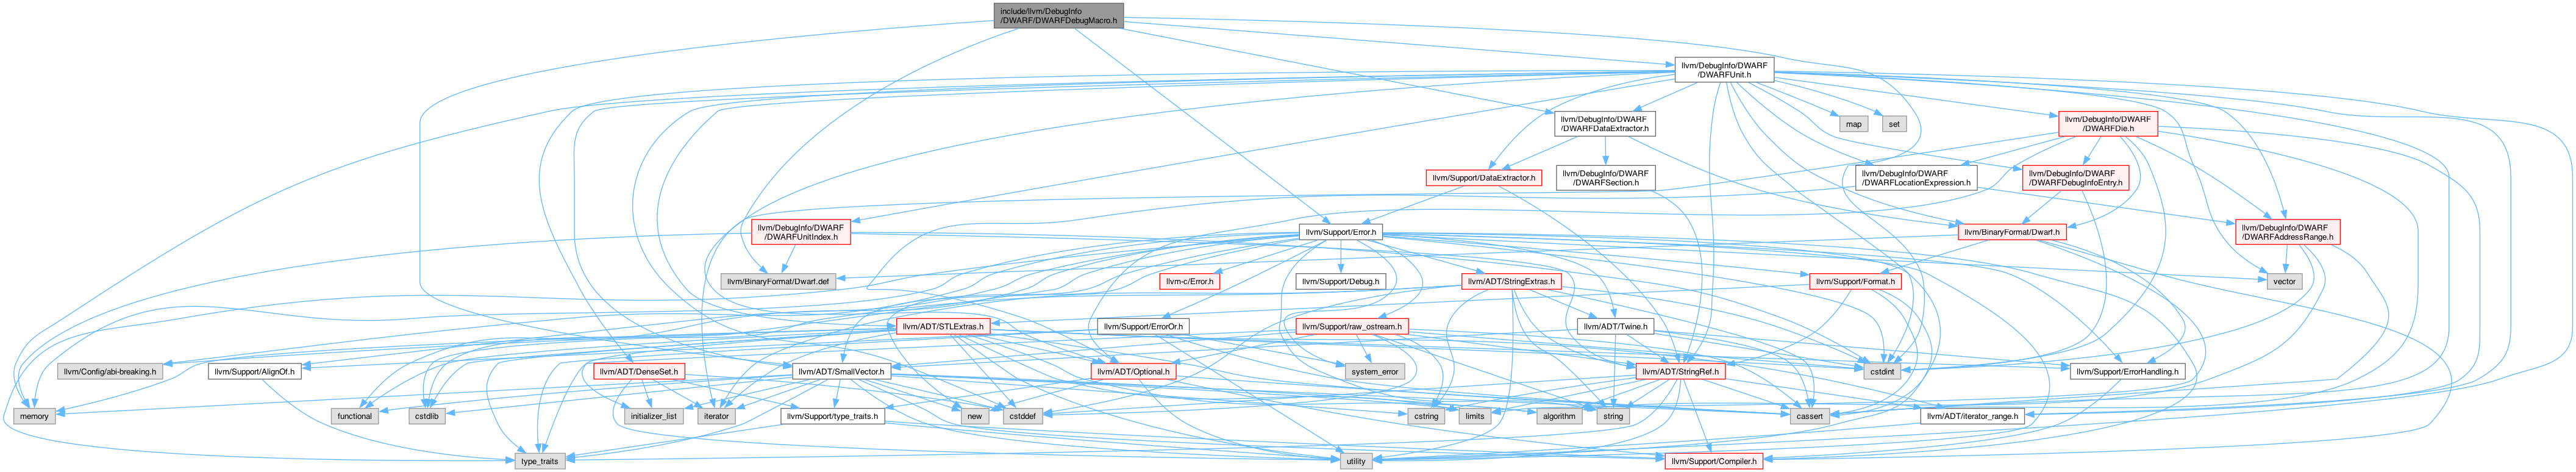 include/llvm/DebugInfo
/DWARF/DWARFDebugMacro.h
llvm/DebugInfo/DWARF
/DWARFUnit.h
llvm/DebugInfo/DWARF
/DWARFDataExtractor.h
map
set
llvm/DebugInfo/DWARF
/DWARFDie.h
llvm/Support/DataExtractor.h
llvm/DebugInfo/DWARF
/DWARFSection.h
llvm/DebugInfo/DWARF
/DWARFLocationExpression.h
llvm/DebugInfo/DWARF
/DWARFDebugInfoEntry.h
llvm/DebugInfo/DWARF
/DWARFUnitIndex.h
llvm/Support/Error.h
llvm/BinaryFormat/Dwarf.h
llvm/DebugInfo/DWARF
/DWARFAddressRange.h
llvm/BinaryFormat/Dwarf.def
llvm-c/Error.h
llvm/Support/Debug.h
llvm/ADT/StringExtras.h
llvm/Support/Format.h
vector
llvm/ADT/STLExtras.h
llvm/Support/ErrorOr.h
llvm/Support/raw_ostream.h
llvm/ADT/Twine.h
llvm/Config/abi-breaking.h
llvm/Support/AlignOf.h
llvm/ADT/DenseSet.h
llvm/ADT/SmallVector.h
llvm/ADT/Optional.h
system_error
llvm/ADT/StringRef.h
cstdint
llvm/Support/ErrorHandling.h
memory
functional
cstdlib
initializer_list
iterator
llvm/Support/type_traits.h
new
cstddef
cstring
limits
algorithm
string
cassert
llvm/ADT/iterator_range.h
type_traits
utility
llvm/Support/Compiler.h